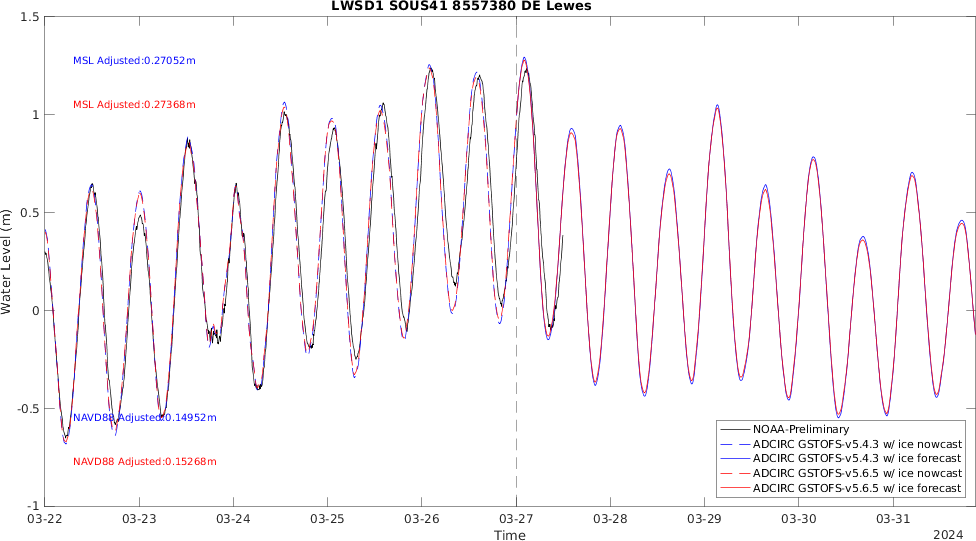 LWSD1 SOUS41 8557380 DE Lewes
1.5
1
0.5
0
-0.5
-1
Water Level (m)
MSL Adjusted:0.27052m
MSL Adjusted:0.27368m
NAVD88 Adjusted:0.14952m
NAVD88 Adjusted:0.15268m
NOAA-Preliminary
ADCIRC GSTOFS-v5.4.3 w/ ice nowcast
ADCIRC GSTOFS-v5.4.3 w/ ice forecast
ADCIRC GSTOFS-v5.6.5 w/ ice nowcast
ADCIRC GSTOFS-v5.6.5 w/ ice forecast
03-22 03-23 03-24 03-25 03-26 03-27 03-28 03-29 03-30 03-31
Time
2024